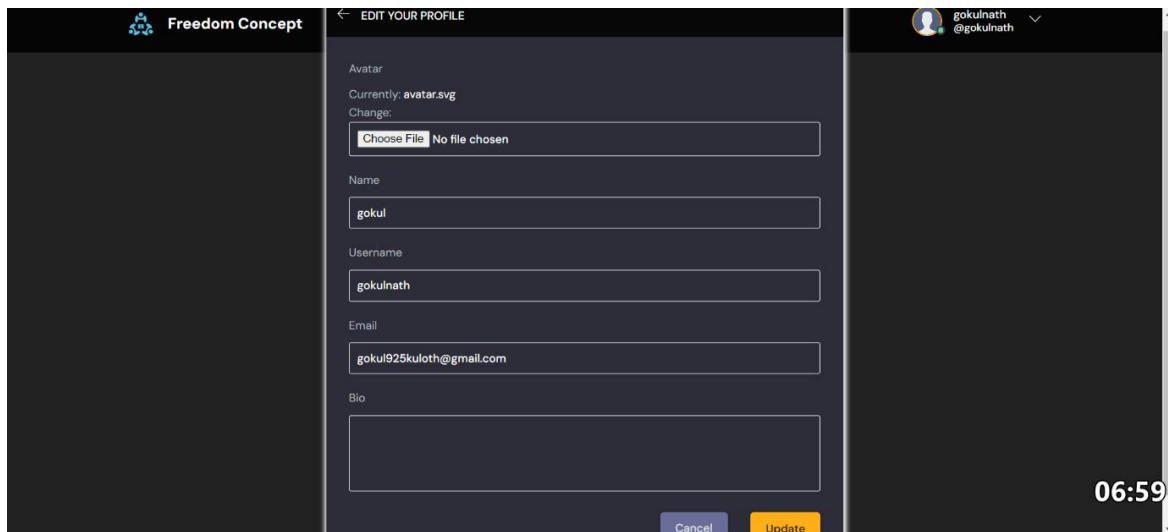 Freedom Concept
← EDIT YOUR PROFILE
gokulnath
@gokulnath
Avatar
Currently: avatar.svg
Change:
Choose File No file chosen
Name
gokul
Username
gokulnath
Email
gokul925kuloth@gmail.com
Bio
Cancel
Update
06:59